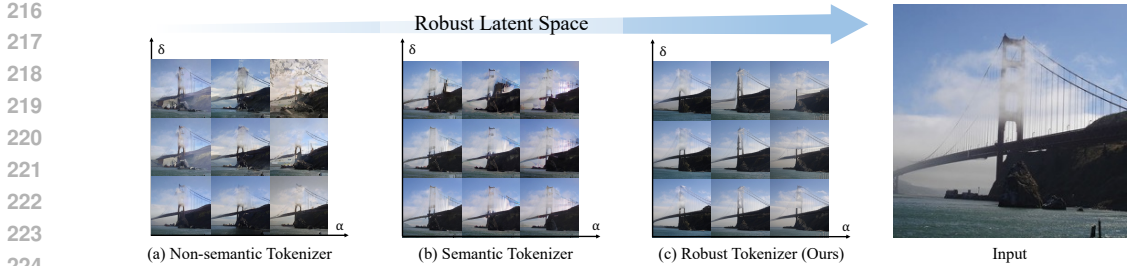 216
217
218
219
220
221
222
223
224
Robust Latent Space
δ
δ
δ
α
α
α
(a) Non-semantic Tokenizer
(b) Semantic Tokenizer
(c) Robust Tokenizer (Ours)
Input